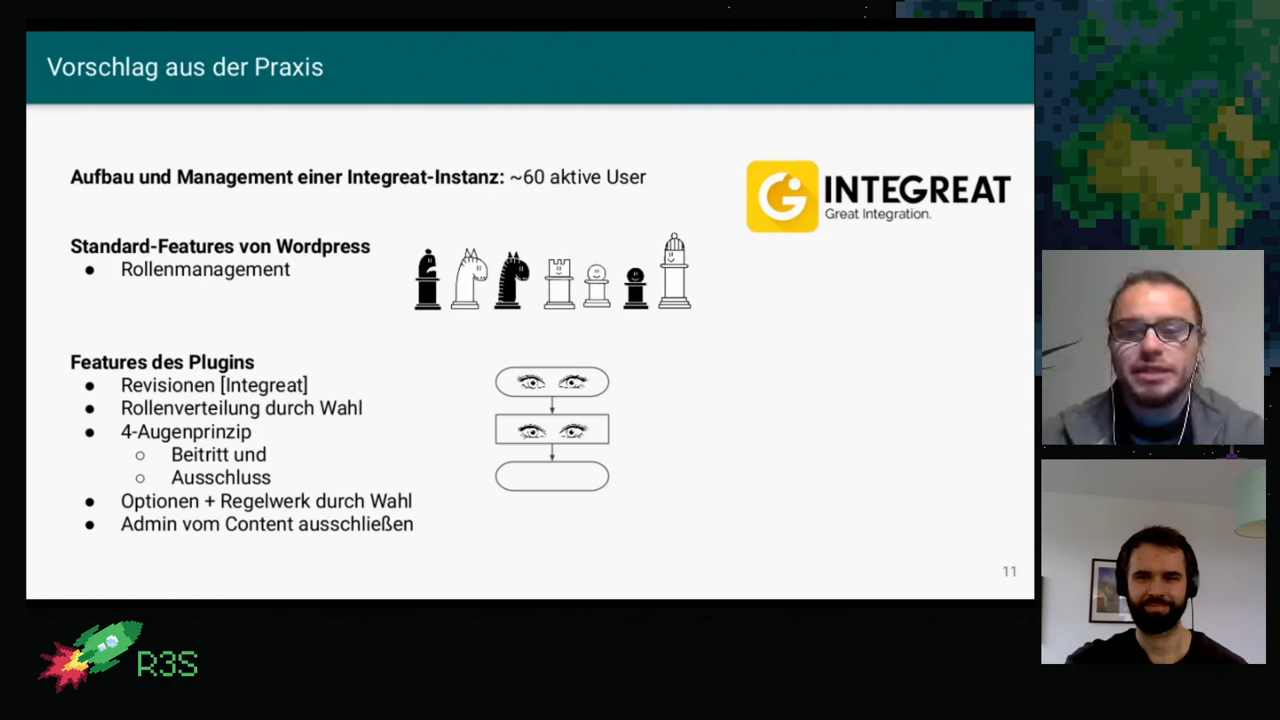 Vorschlag aus der Praxis
Aufbau und Management einer Integreat-Instanz: ~60 aktive User
INTEGREAT
Great Integration.
Standard-Features von Wordpress
● Rollenmanagement
Features des Plugins
● Revisionen [Integreat]
● Rollenverteilung durch Wahl
● 4-Augenprinzip
○ Beitritt und
○ Ausschluss
● Optionen + Regelwerk durch Wahl
● Admin vom Content ausschließen
11
R3S